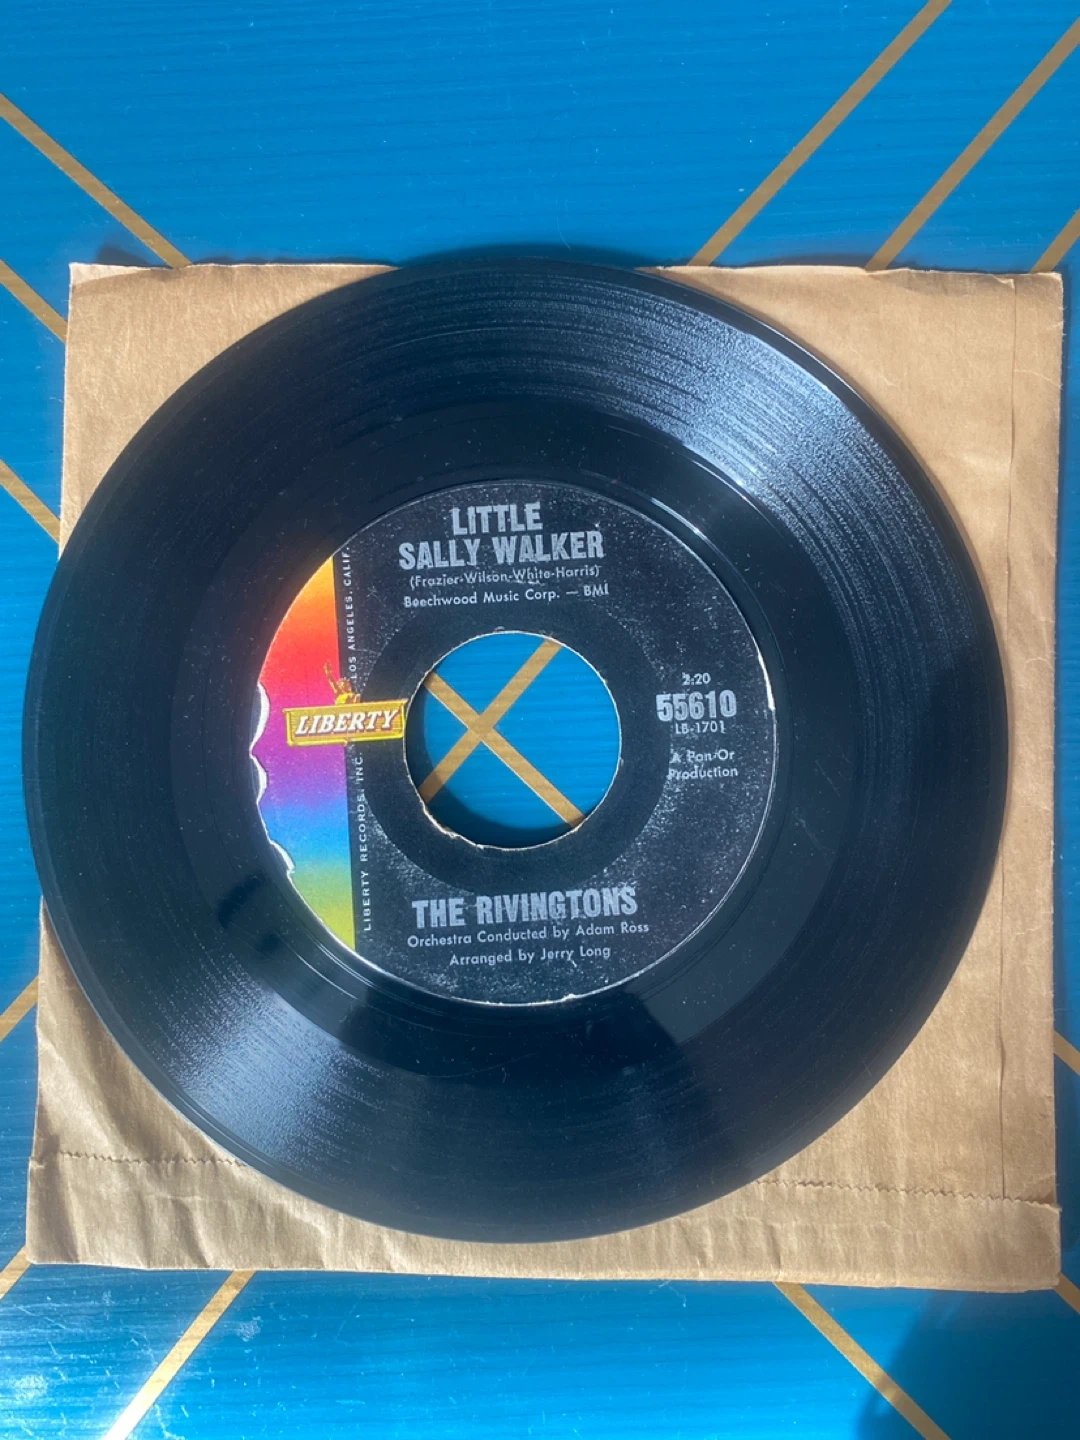 LITTLE
SALLY WALKER
(Frazier-Wilson-White-Harris)
Beechwood Music Corp. — BMI
LIBERTY
LIBERTY RECORDS, INC. LOS ANGELES, CALIF.
2:20
55610
LB-1701
A Pan-Or
Production
THE RIVINGTONS
Orchestra Conducted by Adam Ross
Arranged by Jerry Long